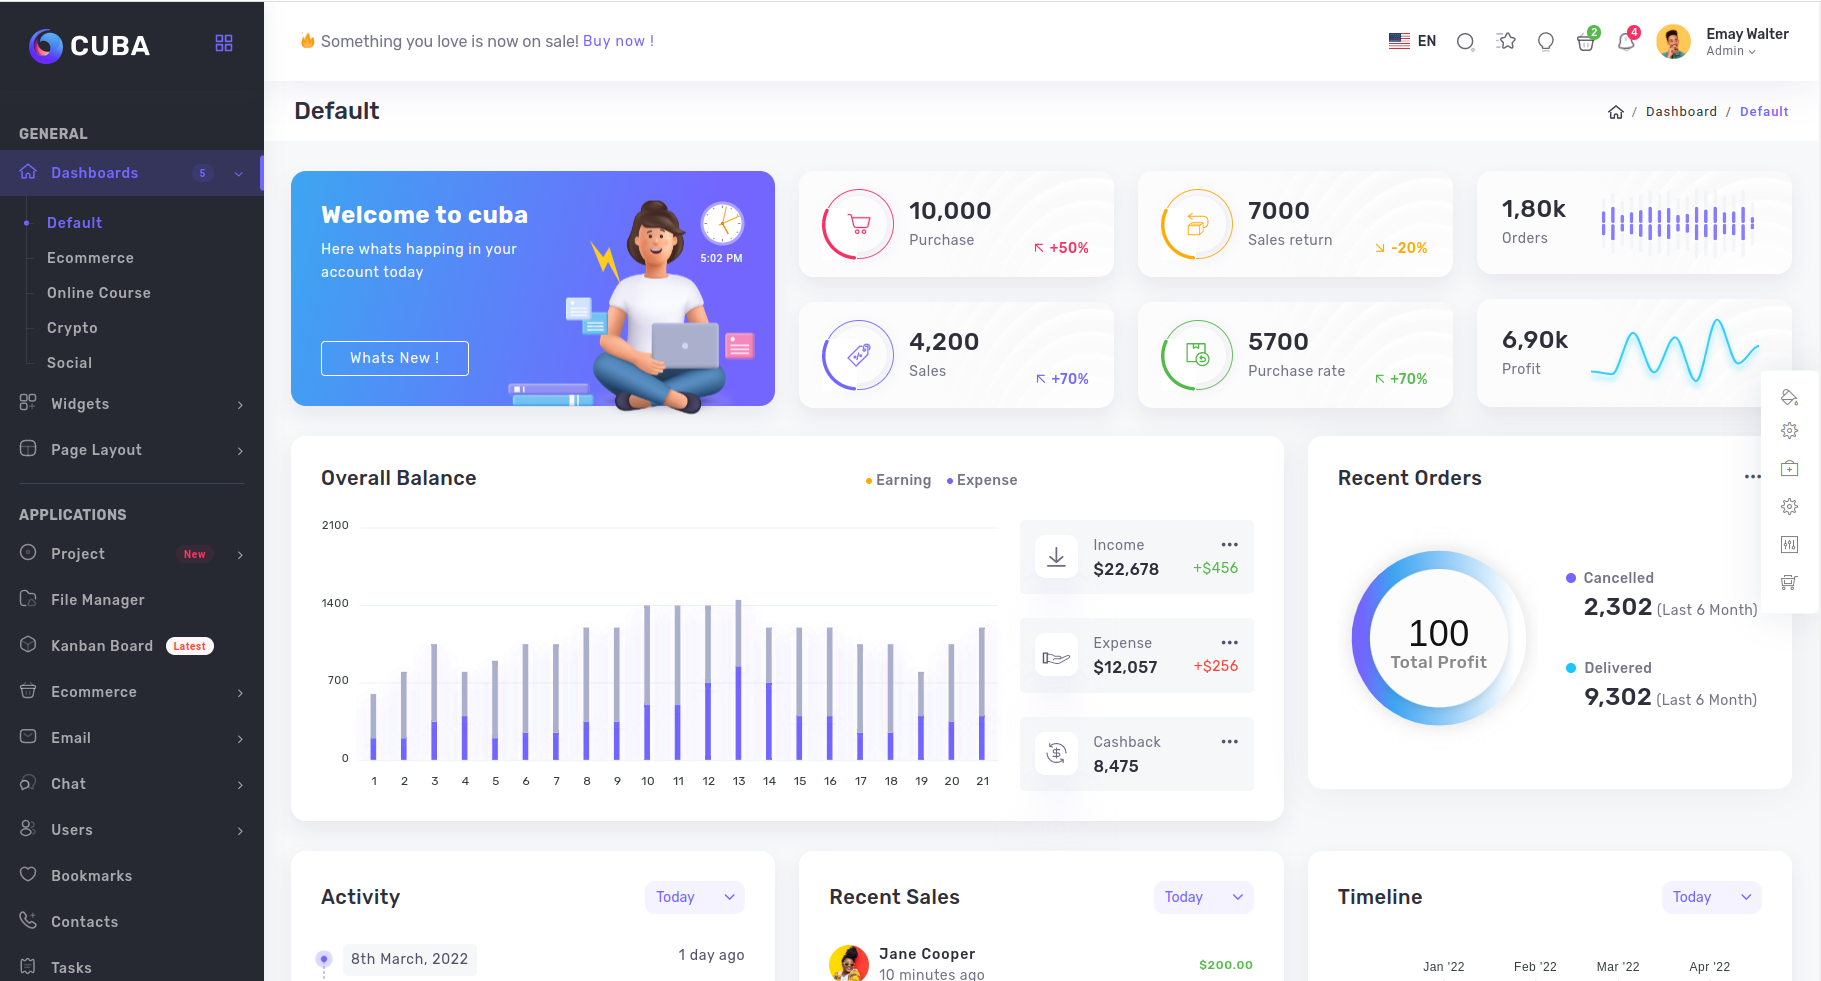 CUBA
Something you love is now on sale! Buy now !
EN
2
4
Emay Walter
Admin
GENERAL
Dashboards 5
Default
Ecommerce
Online Course
Crypto
Social
Widgets
Page Layout
APPLICATIONS
Project New
File Manager
Kanban Board Latest
Ecommerce
Email
Chat
Users
Bookmarks
Contacts
Tasks
Default
/ Dashboard / Default
Welcome to cuba
Here whats happing in your
account today
Whats New !
5:02 PM
10,000
Purchase
+50%
7000
Sales return
-20%
1,80k
Orders
4,200
Sales
+70%
5700
Purchase rate
+70%
6,90k
Profit
Overall Balance
Earning Expense
2100
1400
700
0
1 2 3 4 5 6 7 8 9 10 11 12 13 14 15 16 17 18 19 20 21
Income
$22,678 +$456
Expense
$12,057 +$256
Cashback
8,475
Recent Orders
100
Total Profit
Cancelled
2,302 (Last 6 Month)
Delivered
9,302 (Last 6 Month)
Activity Today
8th March, 2022 1 day ago
Recent Sales Today
Jane Cooper
10 minutes ago
$200.00
Timeline Today
Jan '22 Feb '22 Mar '22 Apr '22